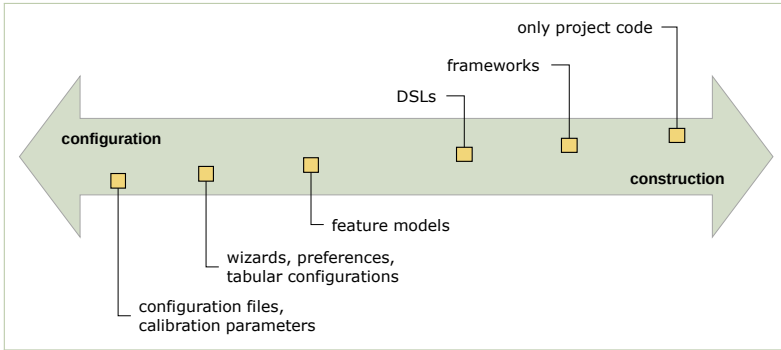 only project code
frameworks
DSLs
configuration
construction
feature models
wizards, preferences,
tabular configurations
configuration files,
calibration parameters